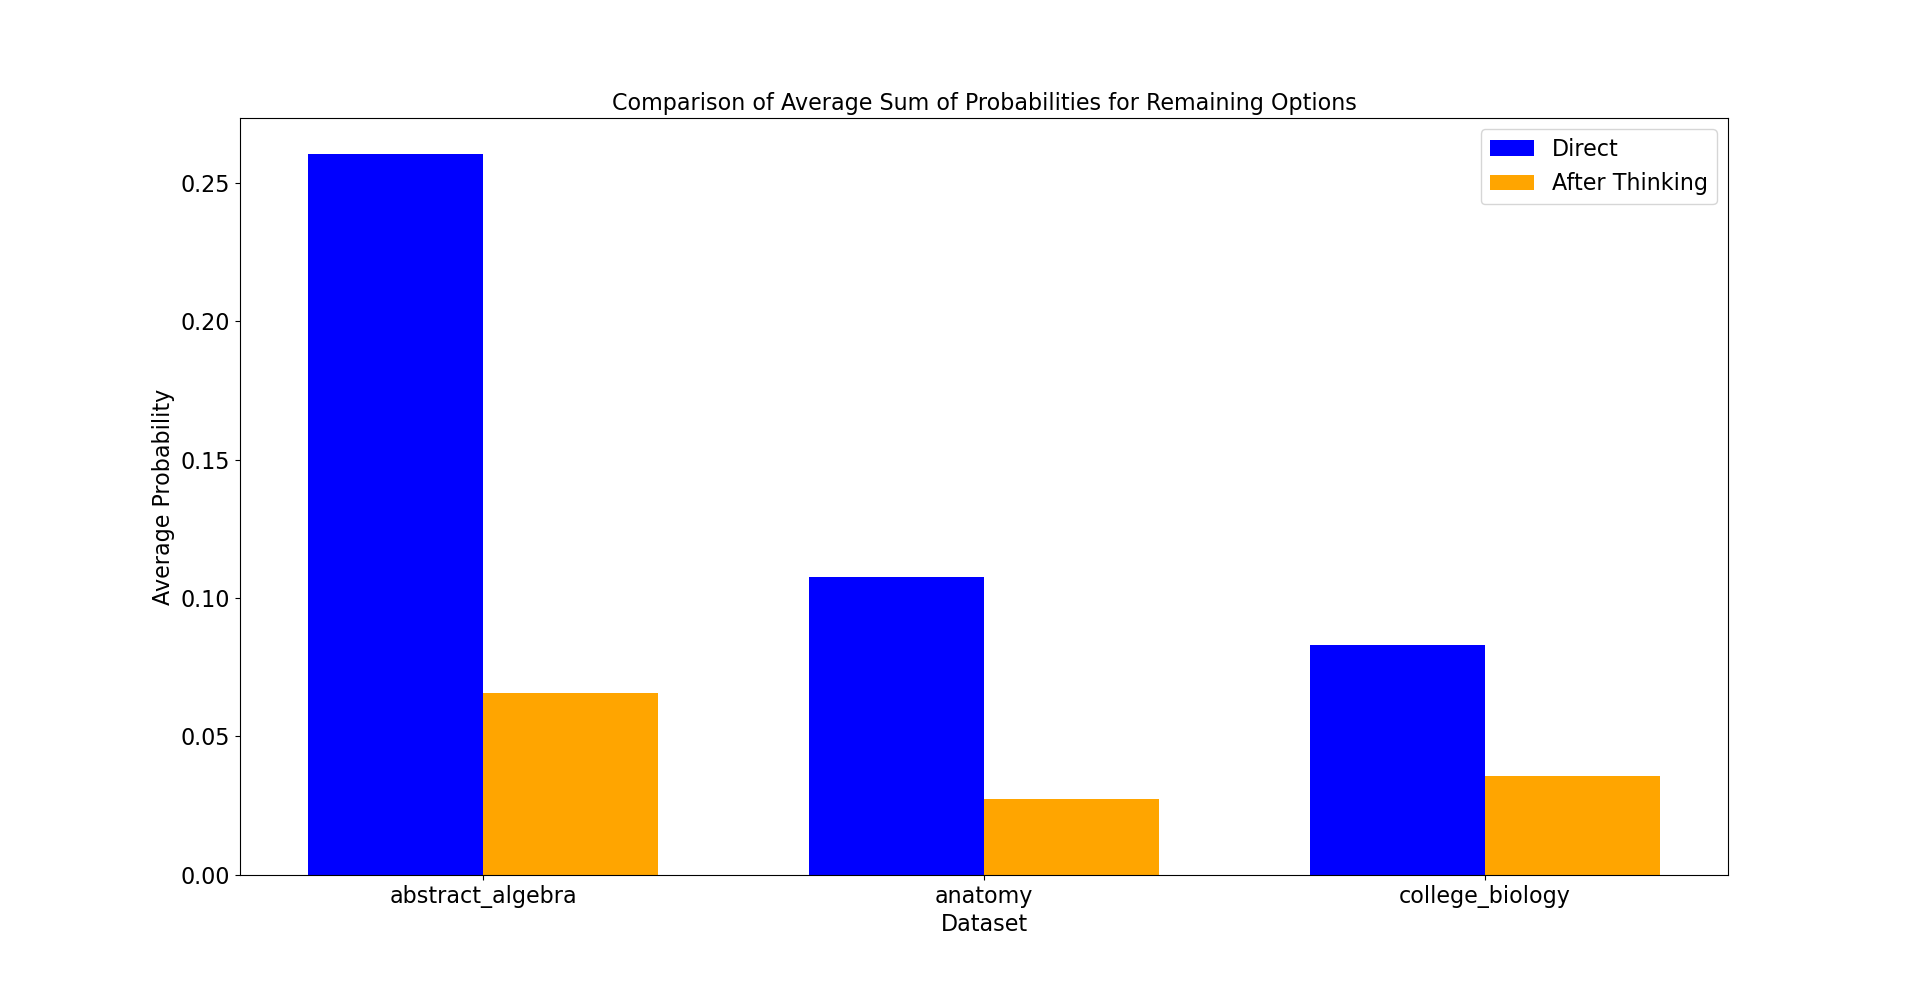 Comparison of Average Sum of Probabilities for Remaining Options
Direct
After Thinking
Average Probability
0.25
0.20
0.15
0.10
0.05
0.00
abstract_algebra
anatomy
college_biology
Dataset